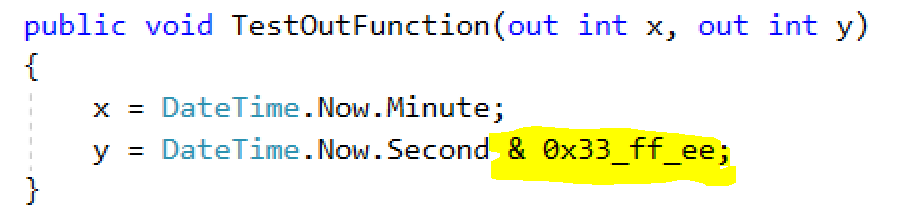 public void TestOutFunction(out int x, out int y)
{
x = DateTime.Now.Minute;
y = DateTime.Now.Second & 0x33_ff_ee;
}